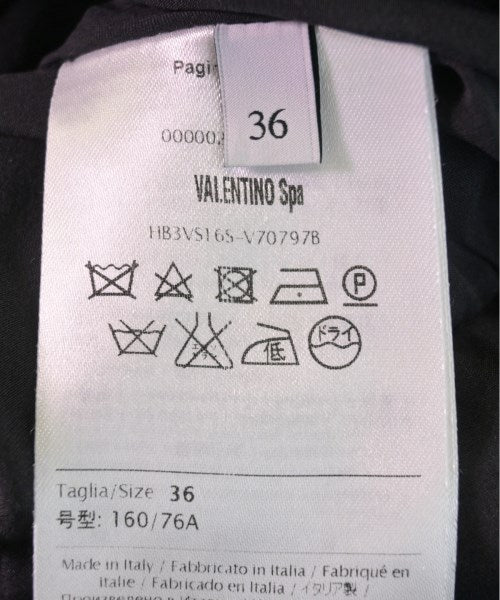 36
000002
VALENTINO Spa
HB3VS16S-V70797B
P
低
ドライ
Taglia/Size 36
号型: 160/76A
Made in Italy / Fabbricato in Italia / Fabriqué en
italie / Fabricado en Italia / イタリア製 /